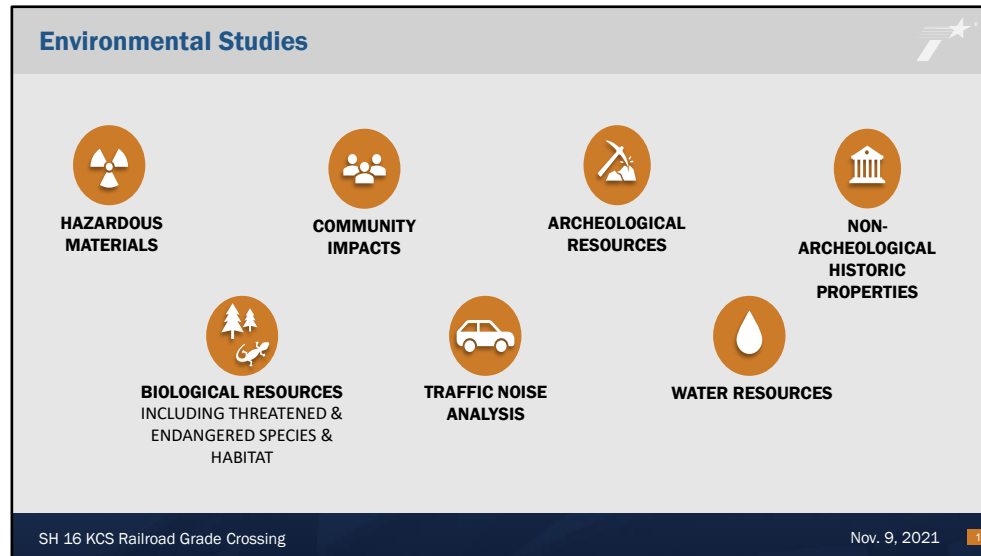 Environmental Studies
HAZARDOUS
MATERIALS
COMMUNITY
IMPACTS
ARCHEOLOGICAL
RESOURCES
NON-
ARCHEOLOGICAL
HISTORIC
PROPERTIES
BIOLOGICAL RESOURCES
INCLUDING THREATENED &
ENDANGERED SPECIES &
HABITAT
TRAFFIC NOISE
ANALYSIS
WATER RESOURCES
SH 16 KCS Railroad Grade Crossing
Nov. 9, 2021